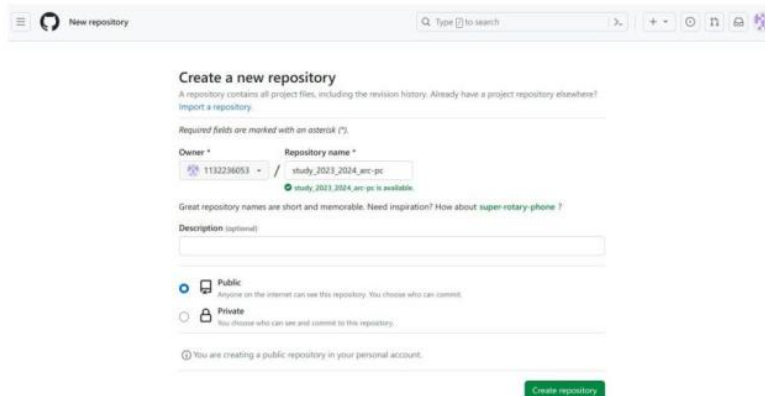 New repository
Type / to search
Create a new repository
A repository contains all project files, including the revision history. Already have a project repository elsewhere?
Import a repository.
Required fields are marked with an asterisk (*).
Owner *
Repository name *
1132236053
/
study_2023_2024_arc-pc
study_2023_2024_arc-pc is available.
Great repository names are short and memorable. Need inspiration? How about super-rotary-phone ?
Description (optional)
Public
Anyone on the internet can see this repository. You choose who can commit.
Private
You choose who can see and commit to this repository.
You are creating a public repository in your personal account.
Create repository